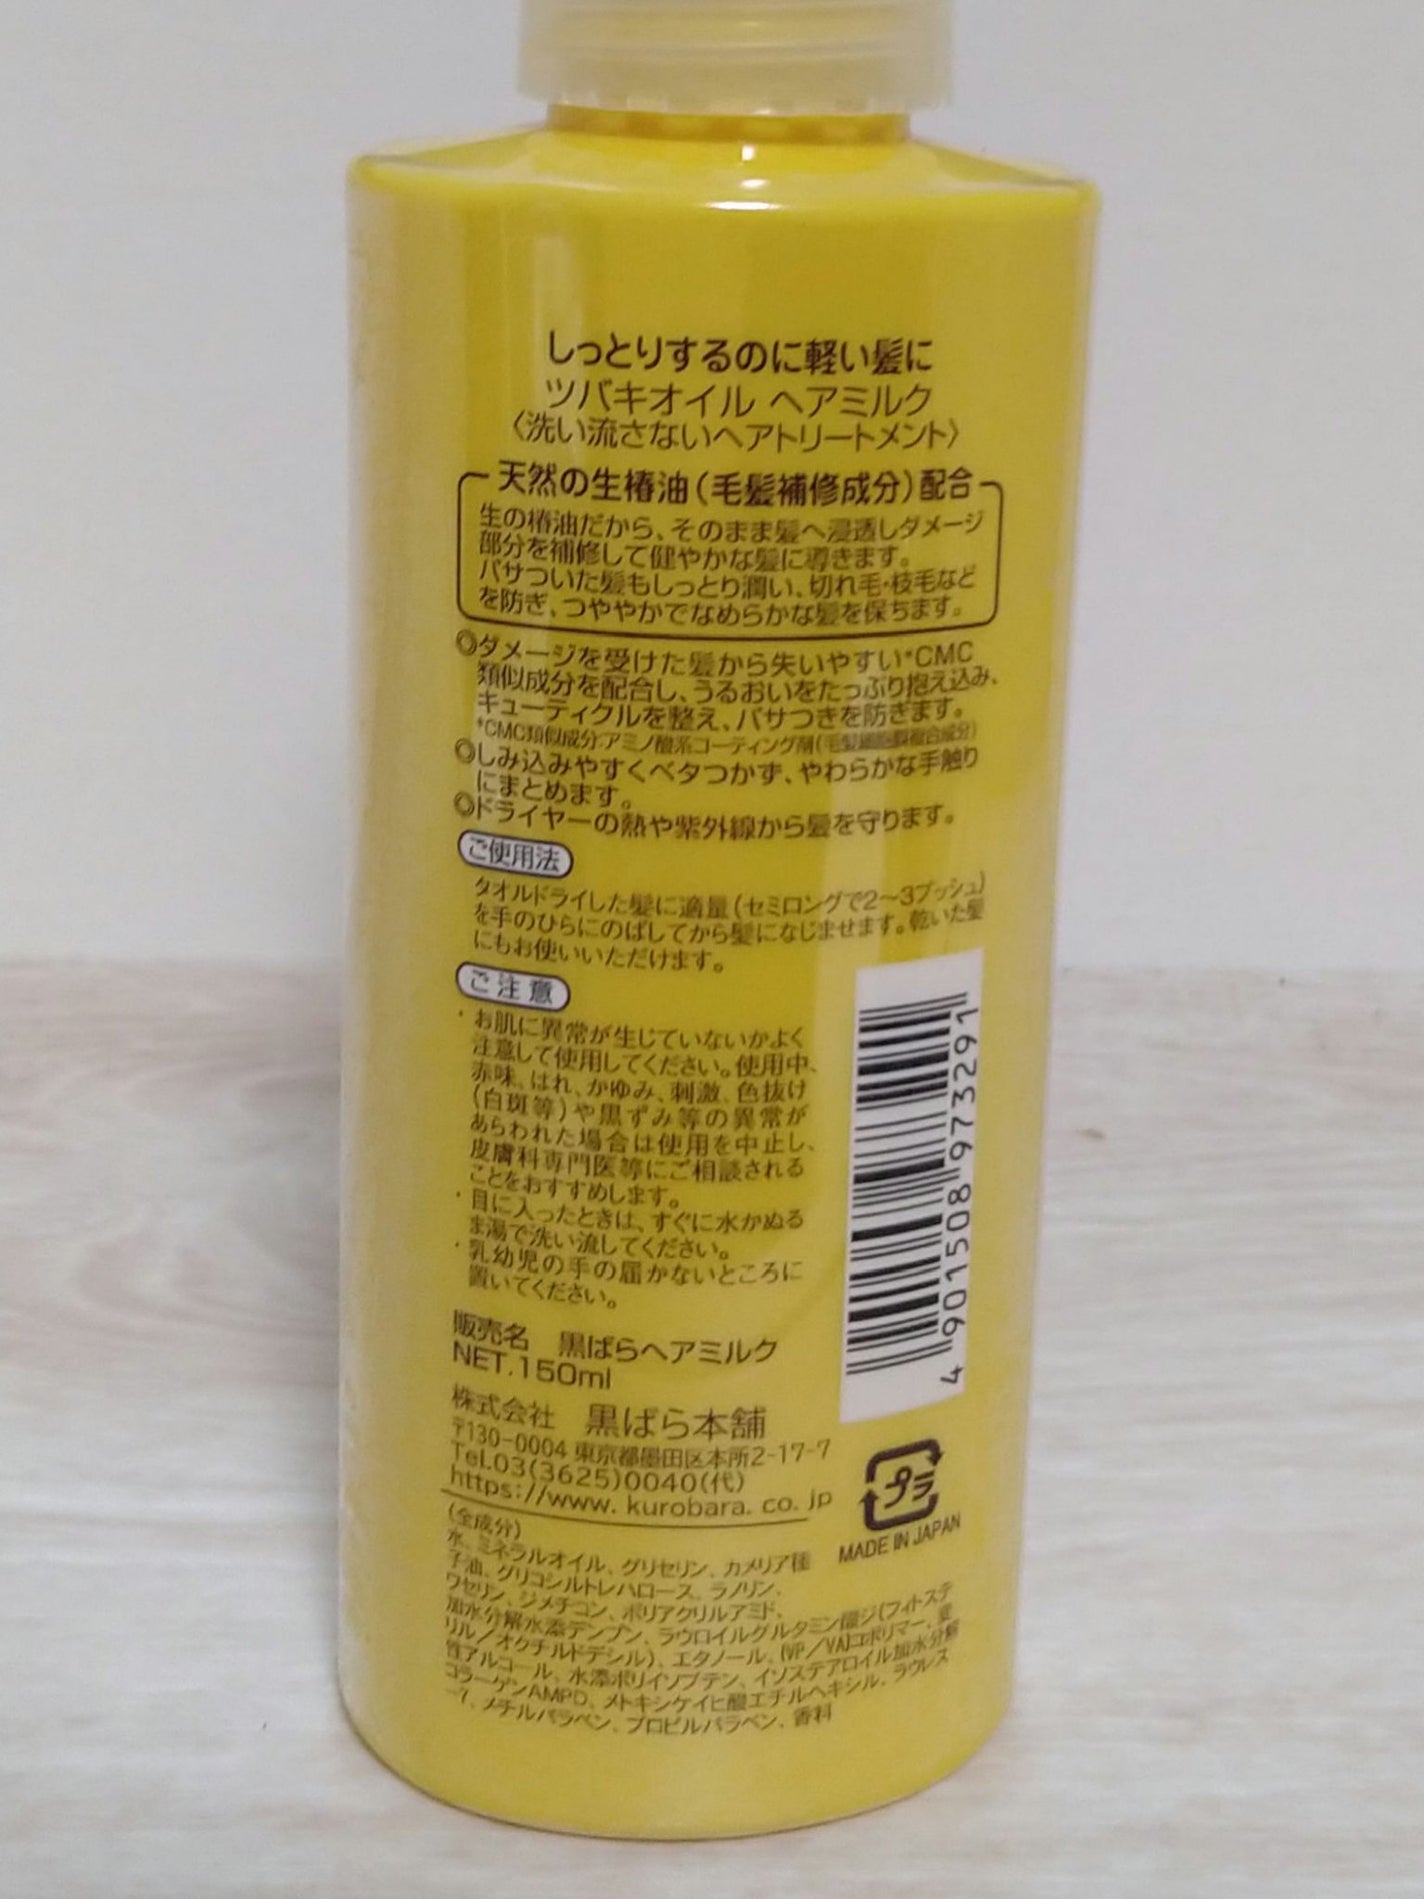 しっとりするのに軽い髪に
ツバキオイル ヘアミルク
〈洗い流さないヘアトリートメント〉
天然の生椿油(毛髪補修成分)配合
生の椿油だから、そのまま髪へ浸透しダメージ
部分を補修して健やかな髪に導きます。
パサついた髪もしっとり潤い、切れ毛・枝毛など
を防ぎ、つややかでなめらかな髪を保ちます。
◎ダメージを受けた髪から失いやすい*CMC
類似成分を配合し、うるおいをたっぷり抱え込み、
キューティクルを整え、パサつきを防ぎます。
*CMC類似成分:アミノ酸系コーティング剤(毛髪細胞膜複合成分)
◎しみ込みやすくベタつかず、やわらかな手触り
にまとめます。
◎ドライヤーの熱や紫外線から髪を守ります。
ご使用法
タオルドライした髪に適量(セミロングで2~3プッシュ)
を手のひらにのばしてから髪になじませます。乾いた髪
にもお使いいただけます。
ご注意
・お肌に異常が生じていないかよく
注意して使用してください。使用中、
赤味、はれ、かゆみ、刺激、色抜け
(白斑等)や黒ずみ等の異常が
あらわれた場合は使用を中止し、
皮膚科専門医等にご相談される
ことをおすすめします。
・目に入ったときは、すぐに水かぬる
ま湯で洗い流してください。
・乳幼児の手の届かないところに
置いてください。
販売名 黒ばらヘアミルク
NET.150ml
株式会社 黒ばら本舗
〒130-0004 東京都墨田区本所2-17-7
Tel.03(3625)0040(代)
https://www.kurobara.co.jp
4 901508 973291
プラ
MADE IN JAPAN
(全成分)
水、ミネラルオイル、グリセリン、カメリア種
子油、グリコシルトレハロース、ラノリン、
ワセリン、ジメチコン、ポリアクリルアミド、
加水分解水添デンプン、ラウロイルグルタミン酸ジ(フィトステ
リル/オクチルドデシル)、エタノール、(VP/VA)コポリマー、変
性アルコール、水添ポリイソブテン、イソステアロイル加水分解
コラーゲンAMPD、メトキシケイヒ酸エチルヘキシル、ラウレス
-7、メチルパラベン、プロピルパラベン、香料